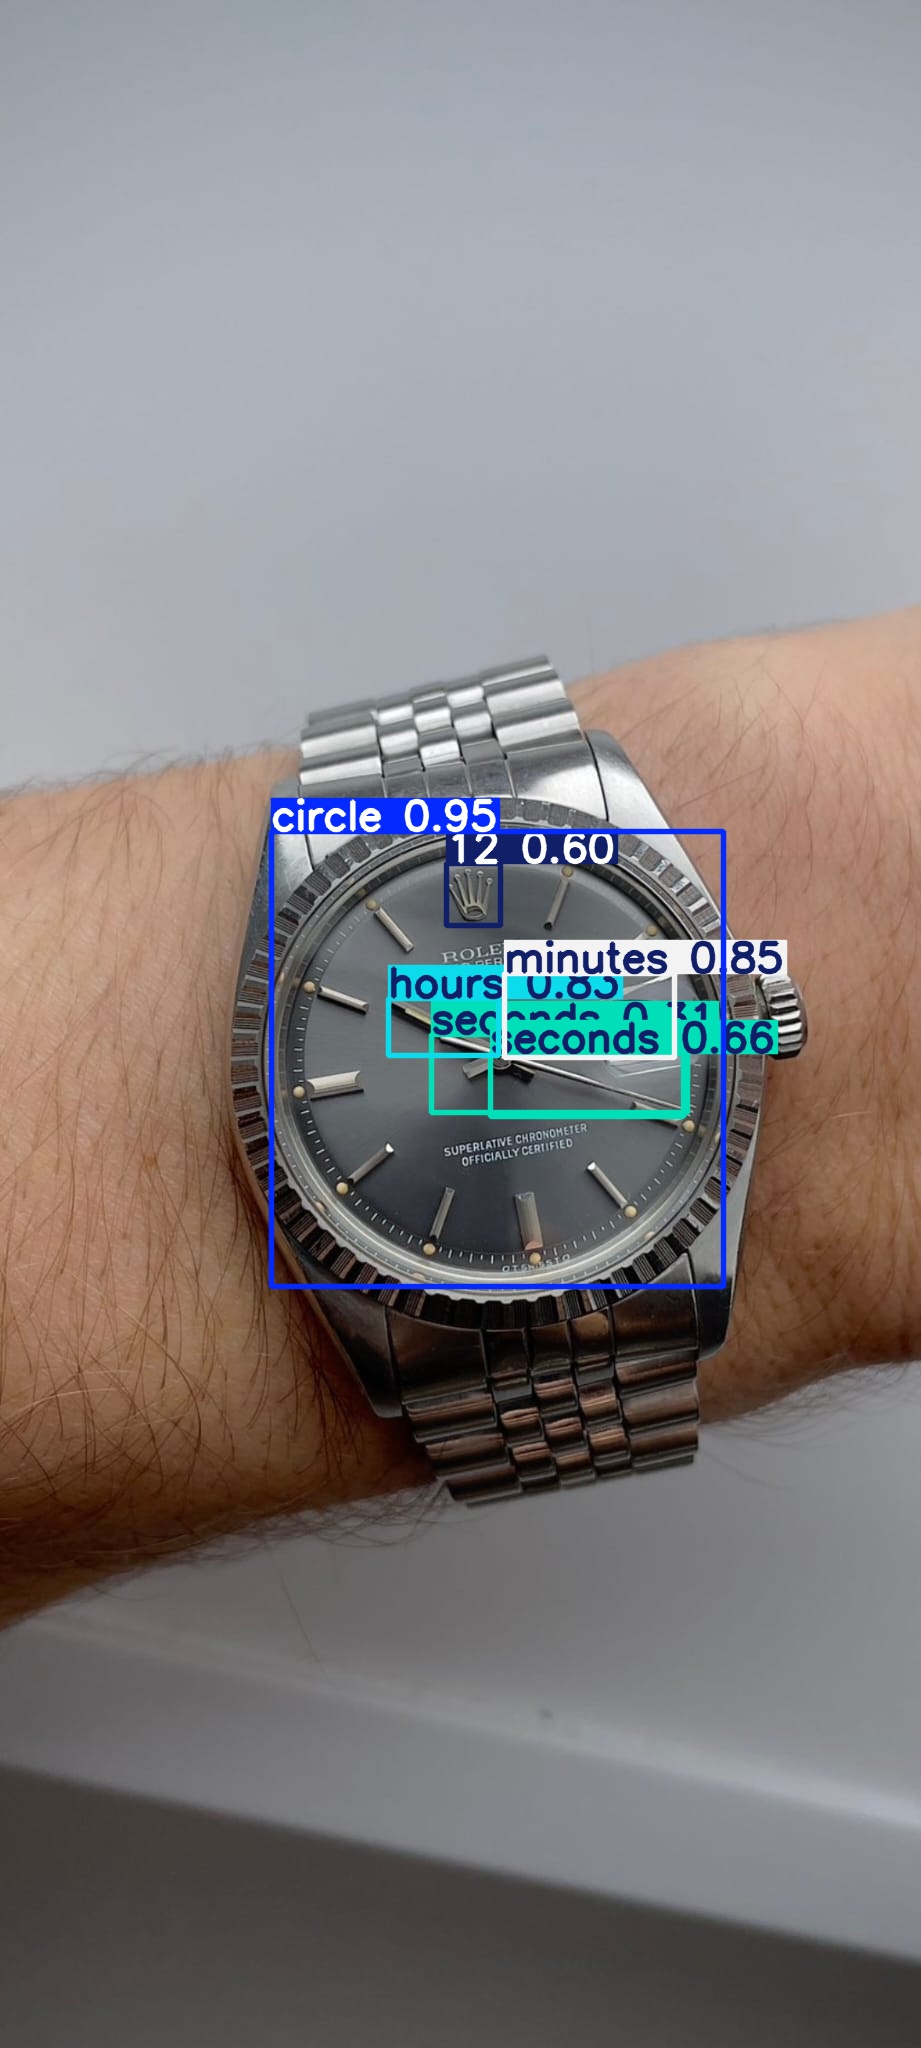 circle 0.95
12 0.60
minutes 0.85
hours 0.83
seconds 0.66
SUPERLATIVE CHRONOMETER
OFFICIALLY CERTIFIED